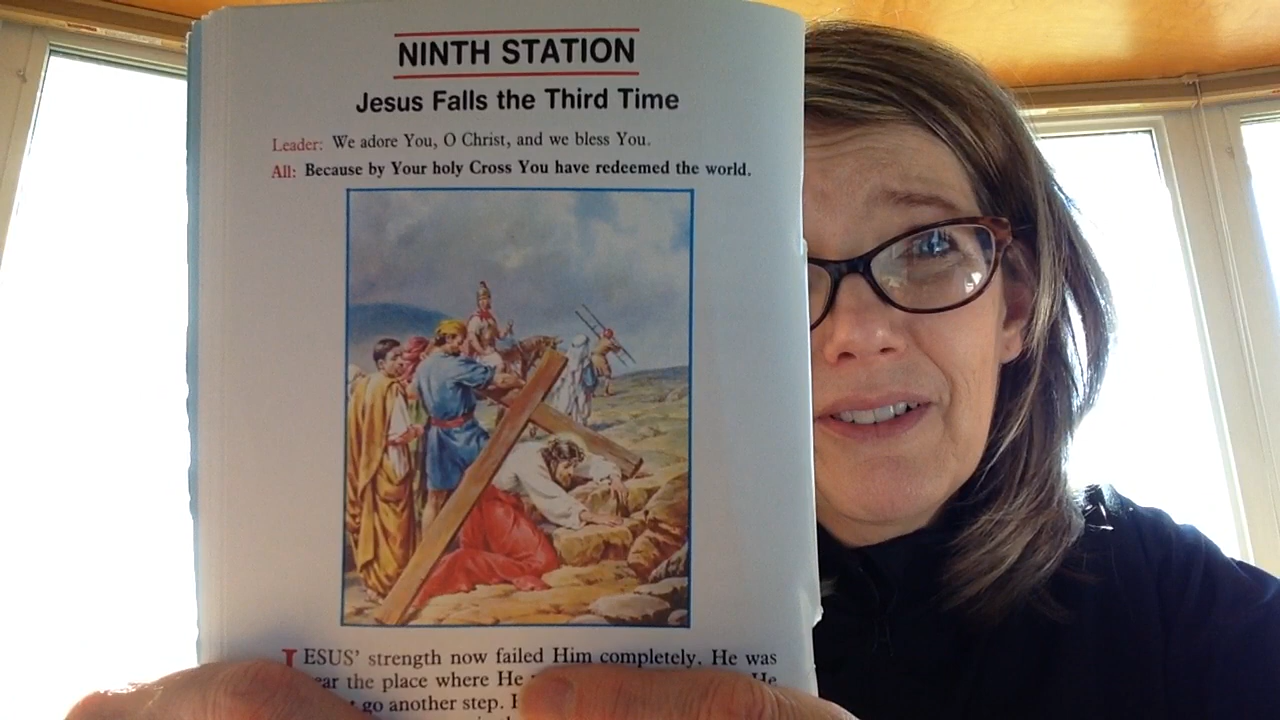 NINTH STATION
Jesus Falls the Third Time
Leader: We adore You, O Christ, and we bless You.
All: Because by Your holy Cross You have redeemed the world.
JESUS' strength now failed Him completely. He was
the place where He He
go another step.